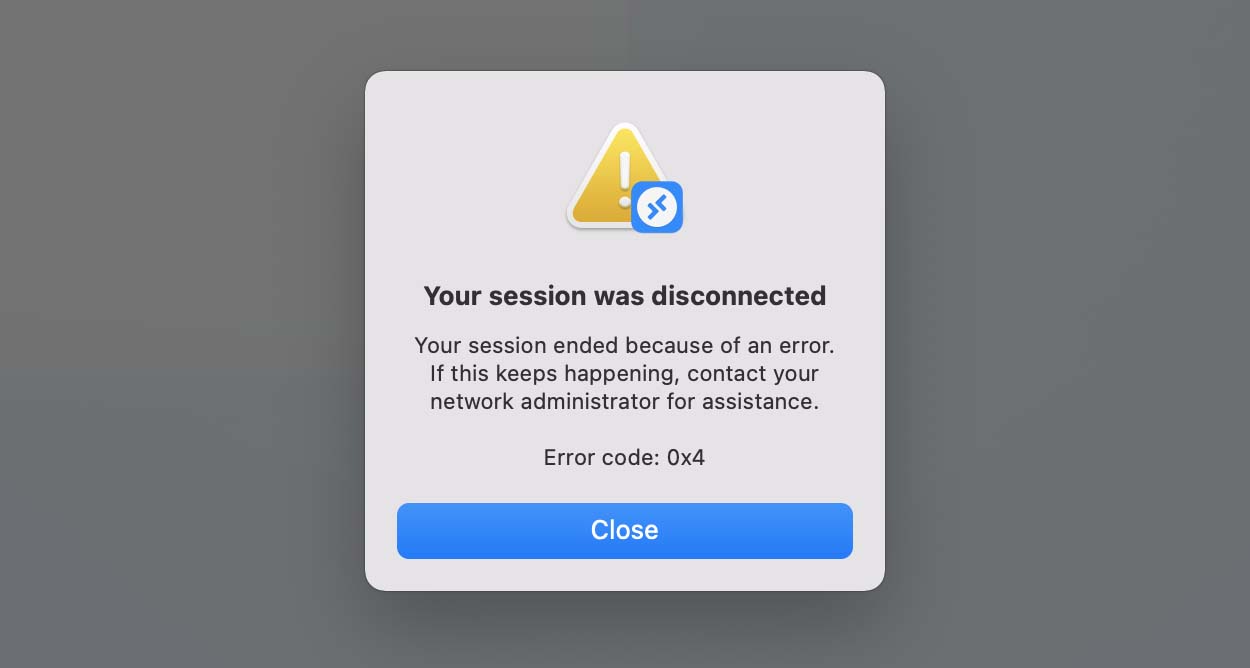 Your session was disconnected
Your session ended because of an error.
If this keeps happening, contact your
network administrator for assistance.
Error code: 0x4
Close